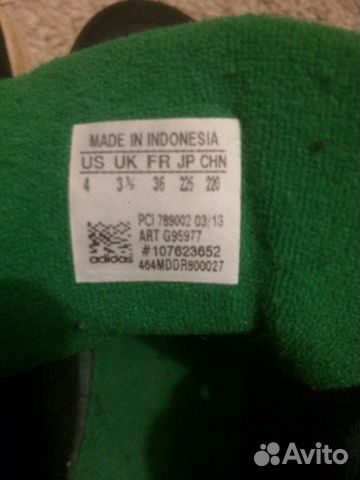 MADE IN INDONESIA
US UK FR JP CHN
4 3½ 36 225 220
PCI 789002 03/13
ART G95977
#107623652
adidas 464MDDR800027
Avito